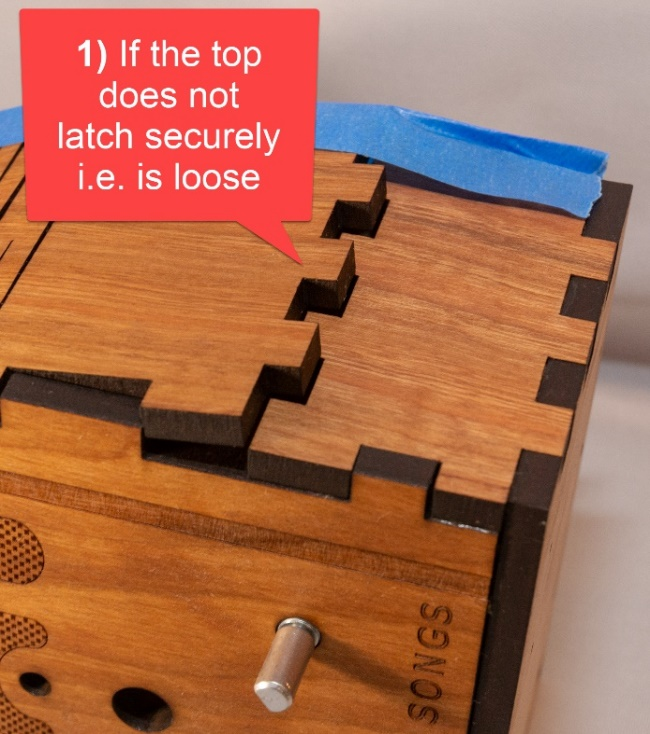 1) If the top
does not
latch securely
i.e. is loose
SONGS